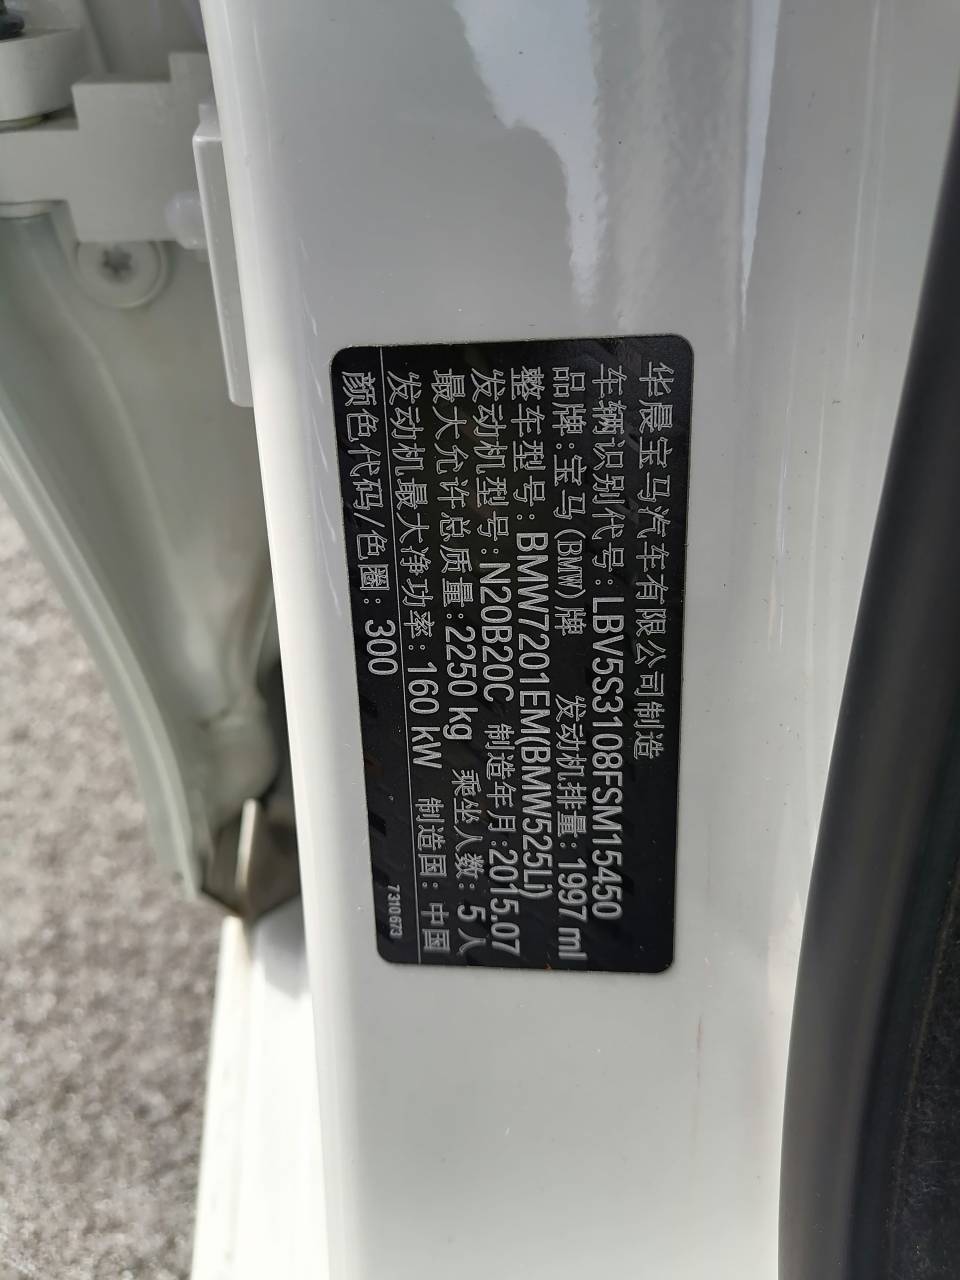 华晨宝马汽车有限公司制造
车辆识别代号:LBV5S3108FSM15450
品牌:宝马(BMW)牌 发动机排量:1997 ml
整车型号:BMW7201EM(BMW525Li)
发动机型号:N20B20C 制造年月:2015.07
最大允许总质量:2250 kg 乘坐人数:5人
发动机最大净功率:160 kW 制造国:中国
颜色代码/色圈:300 7310673